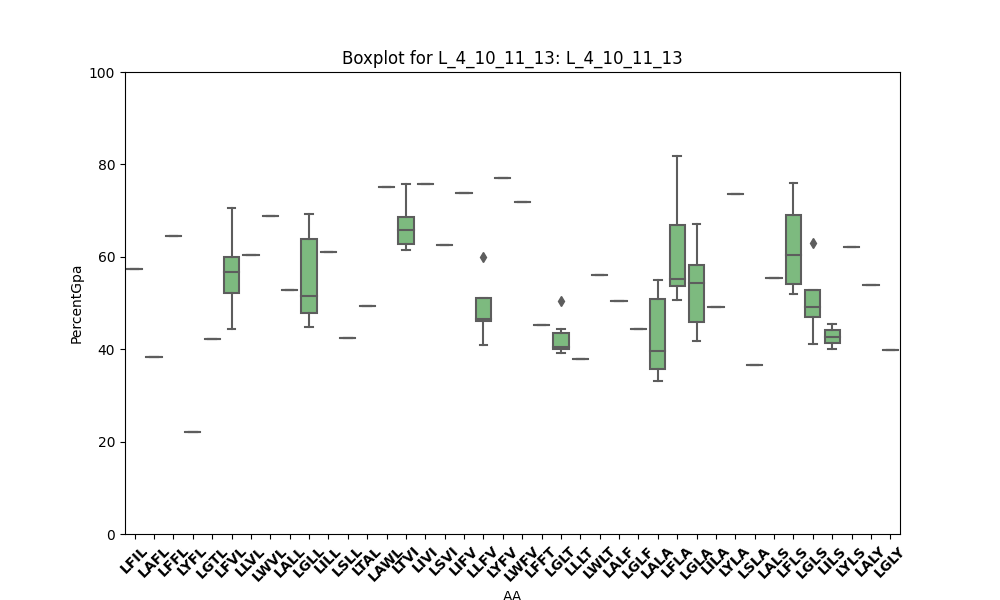 Boxplot for L_4_10_11_13: L_4_10_11_13
PercentGpa
100
80
60
40
20
0
LFIL LAFL LFFL LYFL LGTL LFVL LLVL LWVL LALL LGLL LILL LSLL LTAL LAWL LTVI LIVI LSVI LIFV LLFV LYFV LWFV LFFT LGLT LLLT LWLT LALF LGLF LALA LFLA LGLA LILA LYLA LSLA LALS LFLS LGLS LILS LYLS LALY LGLY
AA